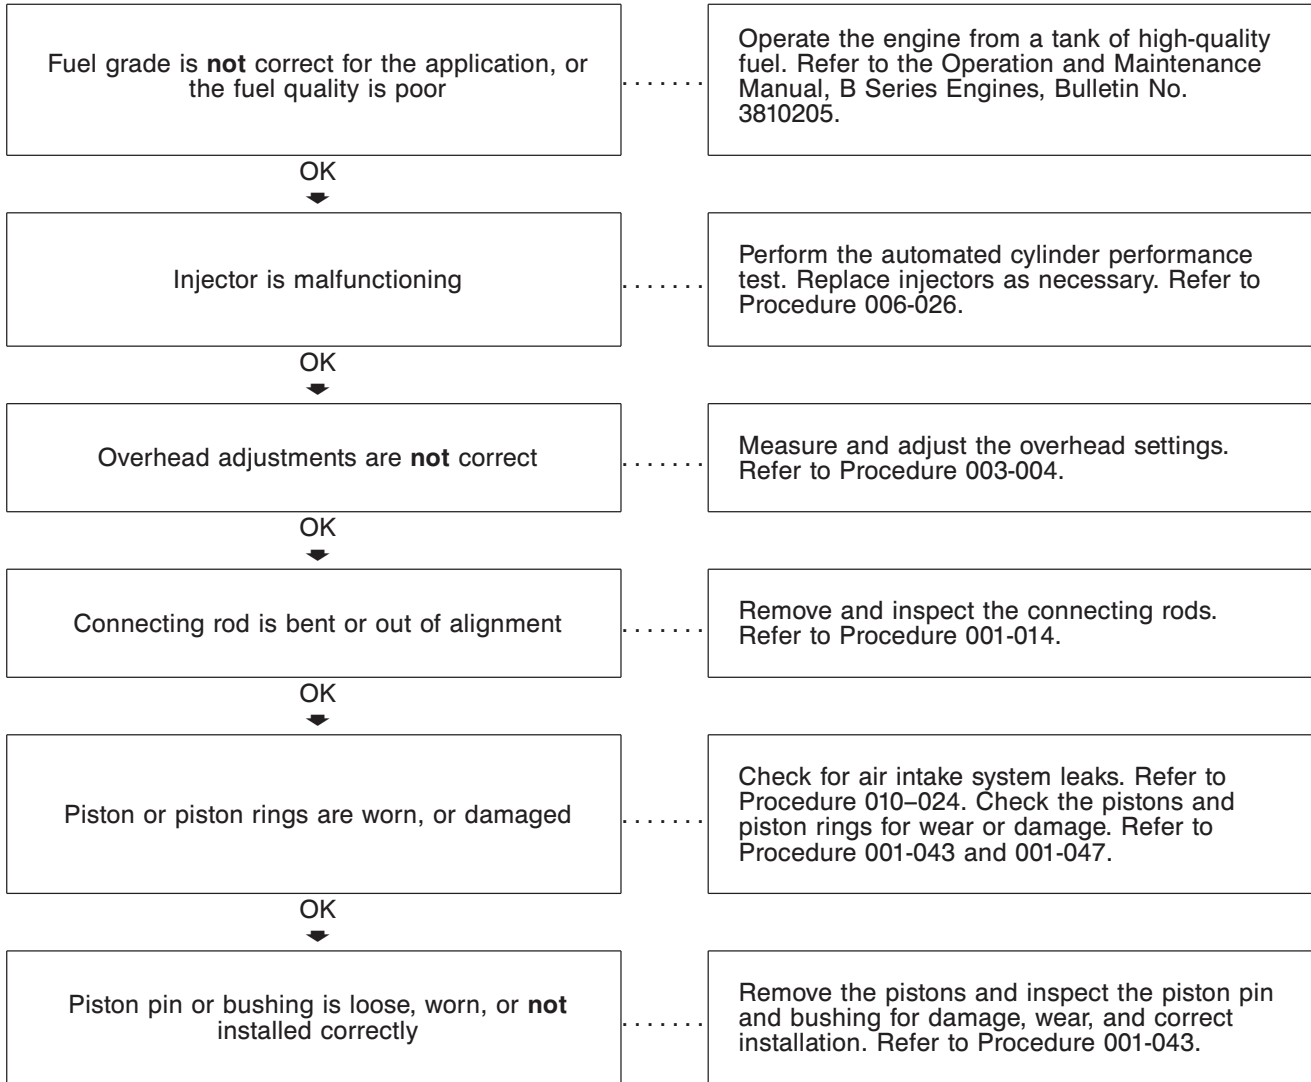 Fuel grade is not correct for the application, or
the fuel quality is poor
. . . . . . .
Operate the engine from a tank of high-quality
fuel. Refer to the Operation and Maintenance
Manual, B Series Engines, Bulletin No.
3810205.
OK
Injector is malfunctioning
. . . . . . .
Perform the automated cylinder performance
test. Replace injectors as necessary. Refer to
Procedure 006-026.
OK
Overhead adjustments are not correct
. . . . . . .
Measure and adjust the overhead settings.
Refer to Procedure 003-004.
OK
Connecting rod is bent or out of alignment
. . . . . . .
Remove and inspect the connecting rods.
Refer to Procedure 001-014.
OK
Piston or piston rings are worn, or damaged
. . . . . . .
Check for air intake system leaks. Refer to
Procedure 010–024. Check the pistons and
piston rings for wear or damage. Refer to
Procedure 001-043 and 001-047.
OK
Piston pin or bushing is loose, worn, or not
installed correctly
. . . . . . .
Remove the pistons and inspect the piston pin
and bushing for damage, wear, and correct
installation. Refer to Procedure 001-043.